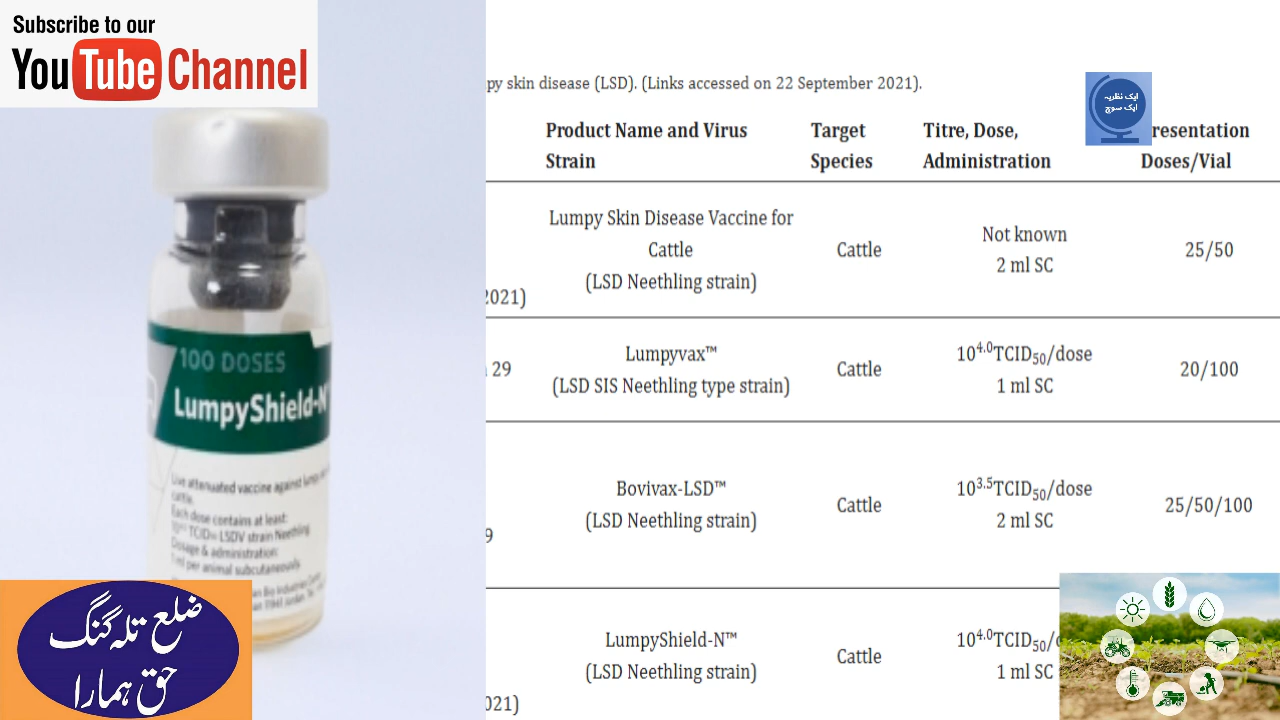 Subscribe to our
YouTube Channel
100 DOSES
LumpyShield-N
Live attenuated vaccine against lumpy
cattle.
Each dose contains at least:
TCID LSDV strain Neethling
Dosage & administration:
1 ml per animal subcutaneously.
Bio Industries
ضلع تلہ گنگ
حق ہمارا
py skin disease (LSD). (Links accessed on 22 September 2021).
ایک نظریہ
ایک سوچ
Product Name and Virus Strain
Target Species
Titre, Dose, Administration
resentation Doses/Vial
Lumpy Skin Disease Vaccine for
Cattle
(LSD Neethling strain)
Cattle
Not known
2 ml SC
25/50
2021)
Lumpyvax™
(LSD SIS Neethling type strain)
Cattle
10^4.0TCID50/dose
1 ml SC
20/100
29
Bovivax-LSD™
(LSD Neethling strain)
Cattle
10^3.5TCID50/dose
2 ml SC
25/50/100
9
LumpyShield-N™
(LSD Neethling strain)
Cattle
10^4.0TCID50/
1 ml SC
021)